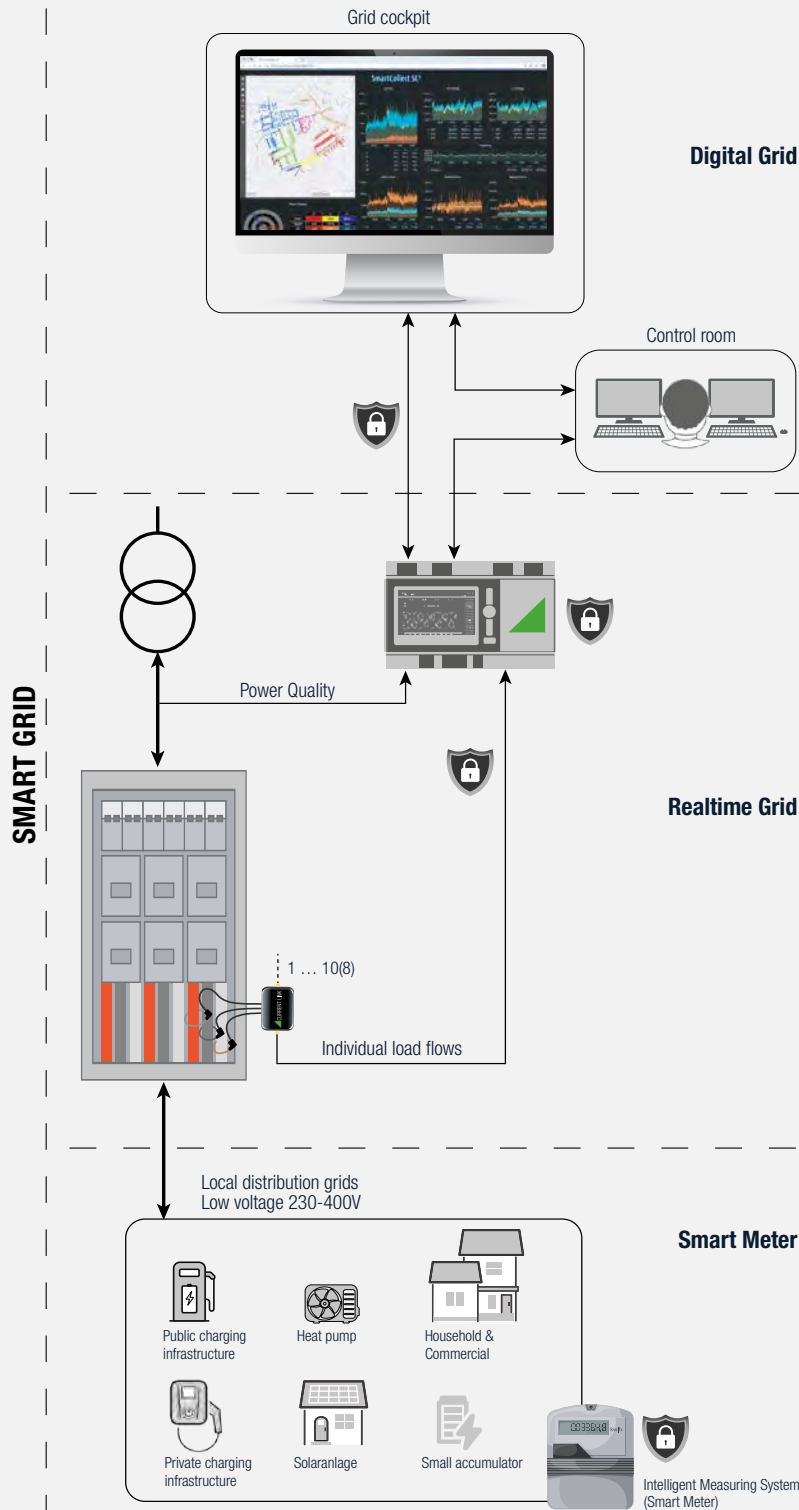 Grid cockpit
SmartCollect SC²
Digital Grid
Control room
SMART GRID
Power Quality
Realtime Grid
1 … 10(8)
CURRENT LINK
Individual load flows
Local distribution grids
Low voltage 230-400V
Smart Meter
Public charging
infrastructure
Heat pump
Household &
Commercial
Private charging
infrastructure
Solaranlage
Small accumulator
Intelligent Measuring System
(Smart Meter)